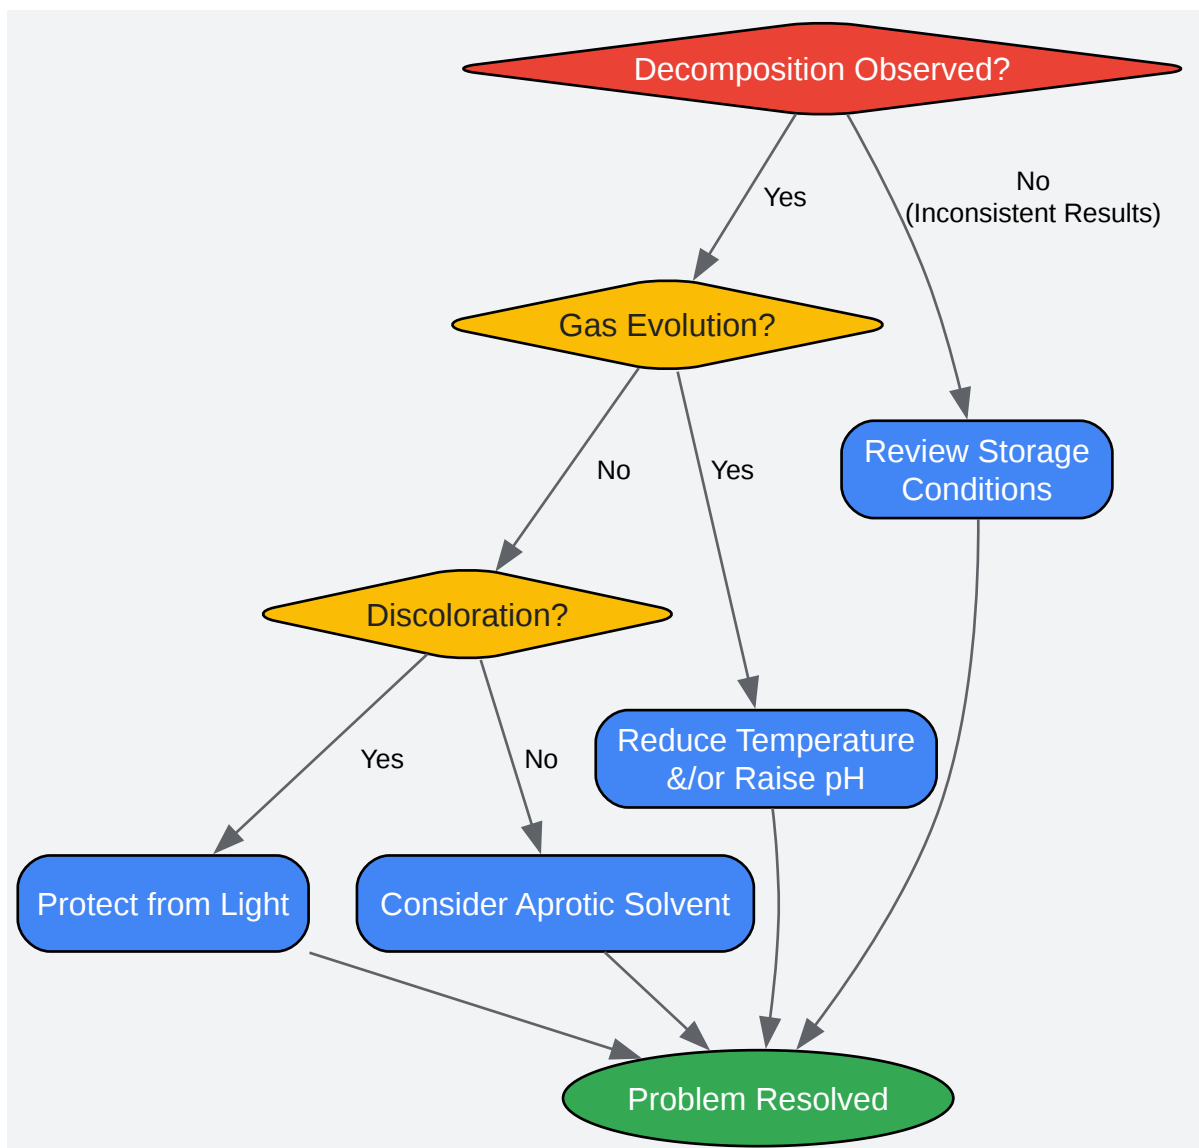 Decomposition Observed?
Yes
No
(Inconsistent Results)
Gas Evolution?
No
Yes
Review Storage
Conditions
Discoloration?
Yes
No
Reduce Temperature
&/or Raise pH
Protect from Light
Consider Aprotic Solvent
Problem Resolved